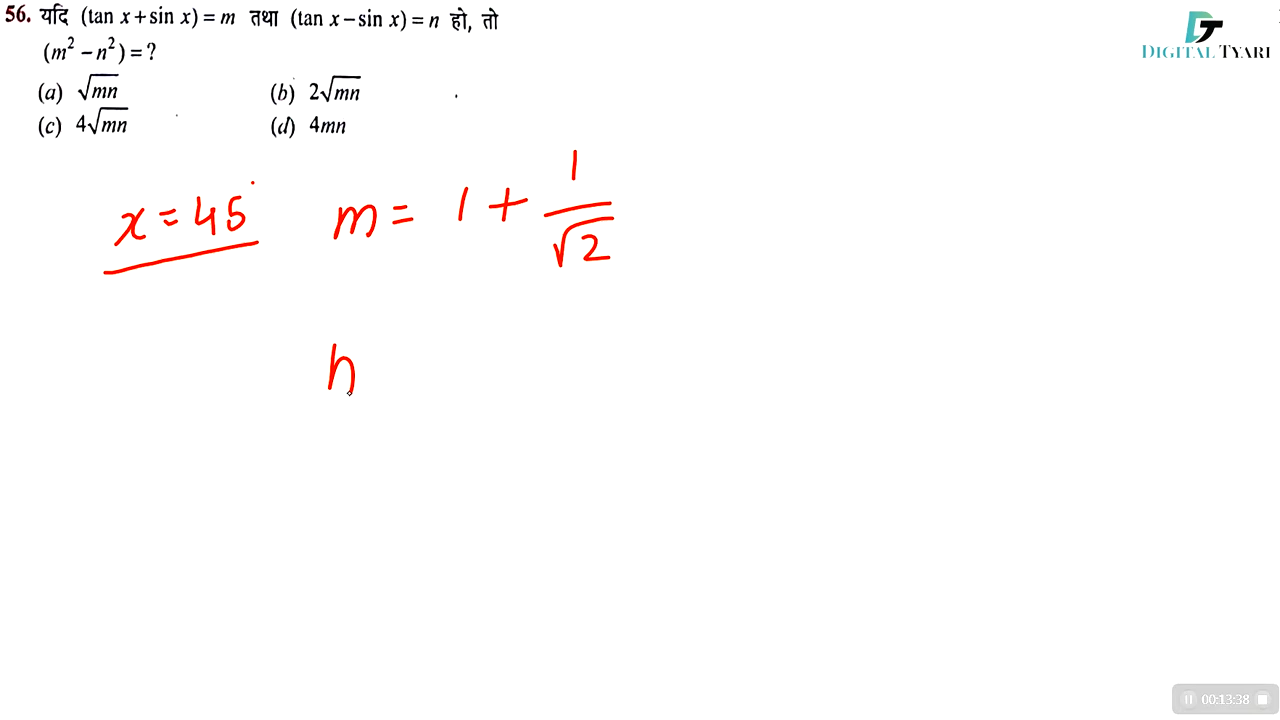 56. यदि (tan x + sin x) = m तथा (tan x − sin x) = n हो, तो
(m² − n²) = ?
(a) √mn (b) 2√mn
(c) 4√mn (d) 4mn
DIGITAL TYARI
x = 45° m = 1 + 1/√2
n
00:13:38